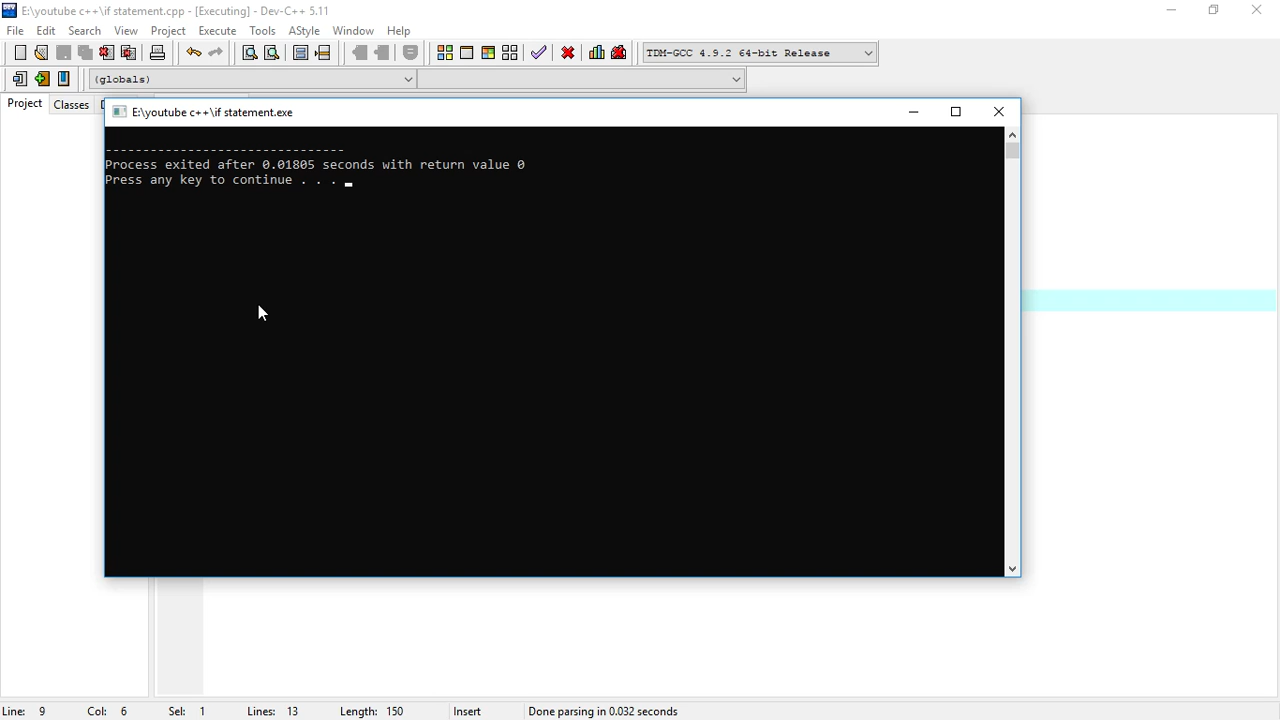 E:\youtube c++\if statement.cpp - [Executing] - Dev-C++ 5.11
File Edit Search View Project Execute Tools AStyle Window Help
TDM-GCC 4.9.2 64-bit Release
(globals)
Project Classes
E:\youtube c++\if statement.exe
--------------------------------
Process exited after 0.01805 seconds with return value 0
Press any key to continue . . .
Line: 9 Col: 6 Sel: 1 Lines: 13 Length: 150 Insert Done parsing in 0.032 seconds